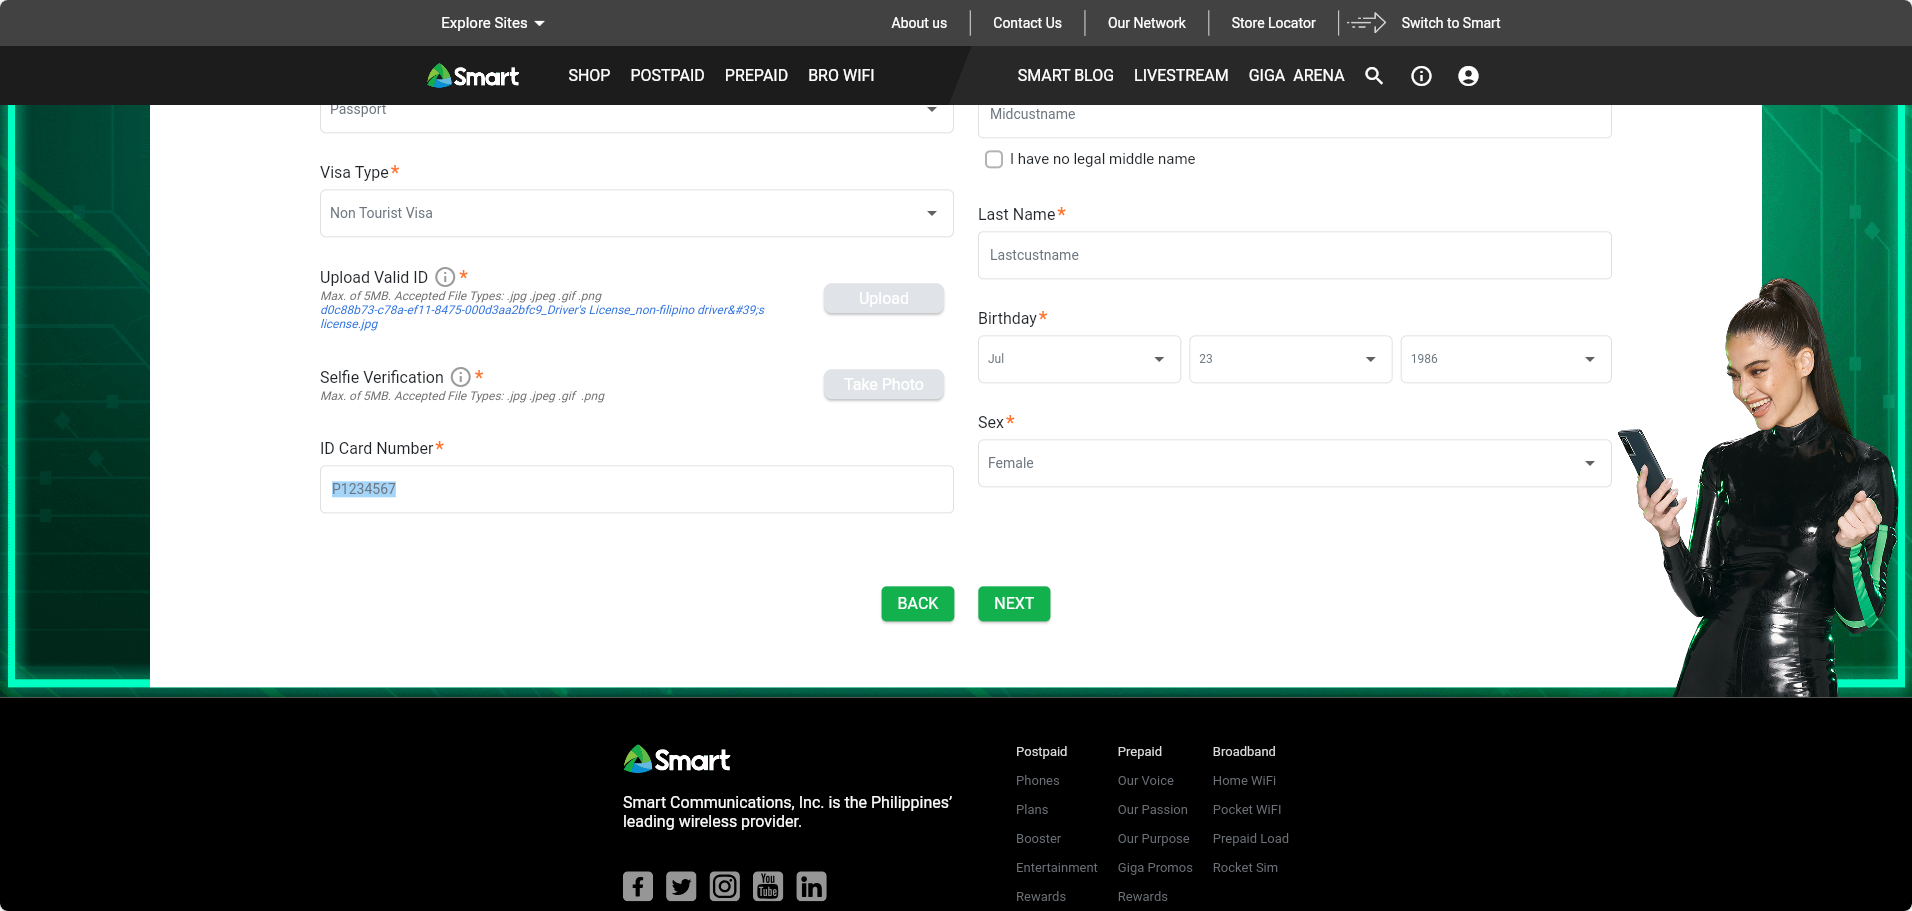 Explore Sites
About us
Contact Us
Our Network
Store Locator
Switch to Smart
Smart
SHOP
POSTPAID
PREPAID
BRO WIFI
SMART BLOG
LIVESTREAM
GIGA ARENA
Passport
Visa Type*
Non Tourist Visa
Upload Valid ID *
Max. of 5MB. Accepted File Types: .jpg .jpeg .gif .png
d0c88b73-c78a-ef11-8475-000d3aa2bfc9_Driver's License_non-filipino driver&#39;s
license.jpg
Upload
Selfie Verification *
Max. of 5MB. Accepted File Types: .jpg .jpeg .gif .png
Take Photo
ID Card Number*
P1234567
Midcustname
I have no legal middle name
Last Name*
Lastcustname
Birthday*
Jul
23
1986
Sex*
Female
BACK
NEXT
Smart
Smart Communications, Inc. is the Philippines’
leading wireless provider.
You
Tube
Postpaid
Phones
Plans
Booster
Entertainment
Rewards
Prepaid
Our Voice
Our Passion
Our Purpose
Giga Promos
Rewards
Broadband
Home WiFi
Pocket WiFI
Prepaid Load
Rocket Sim